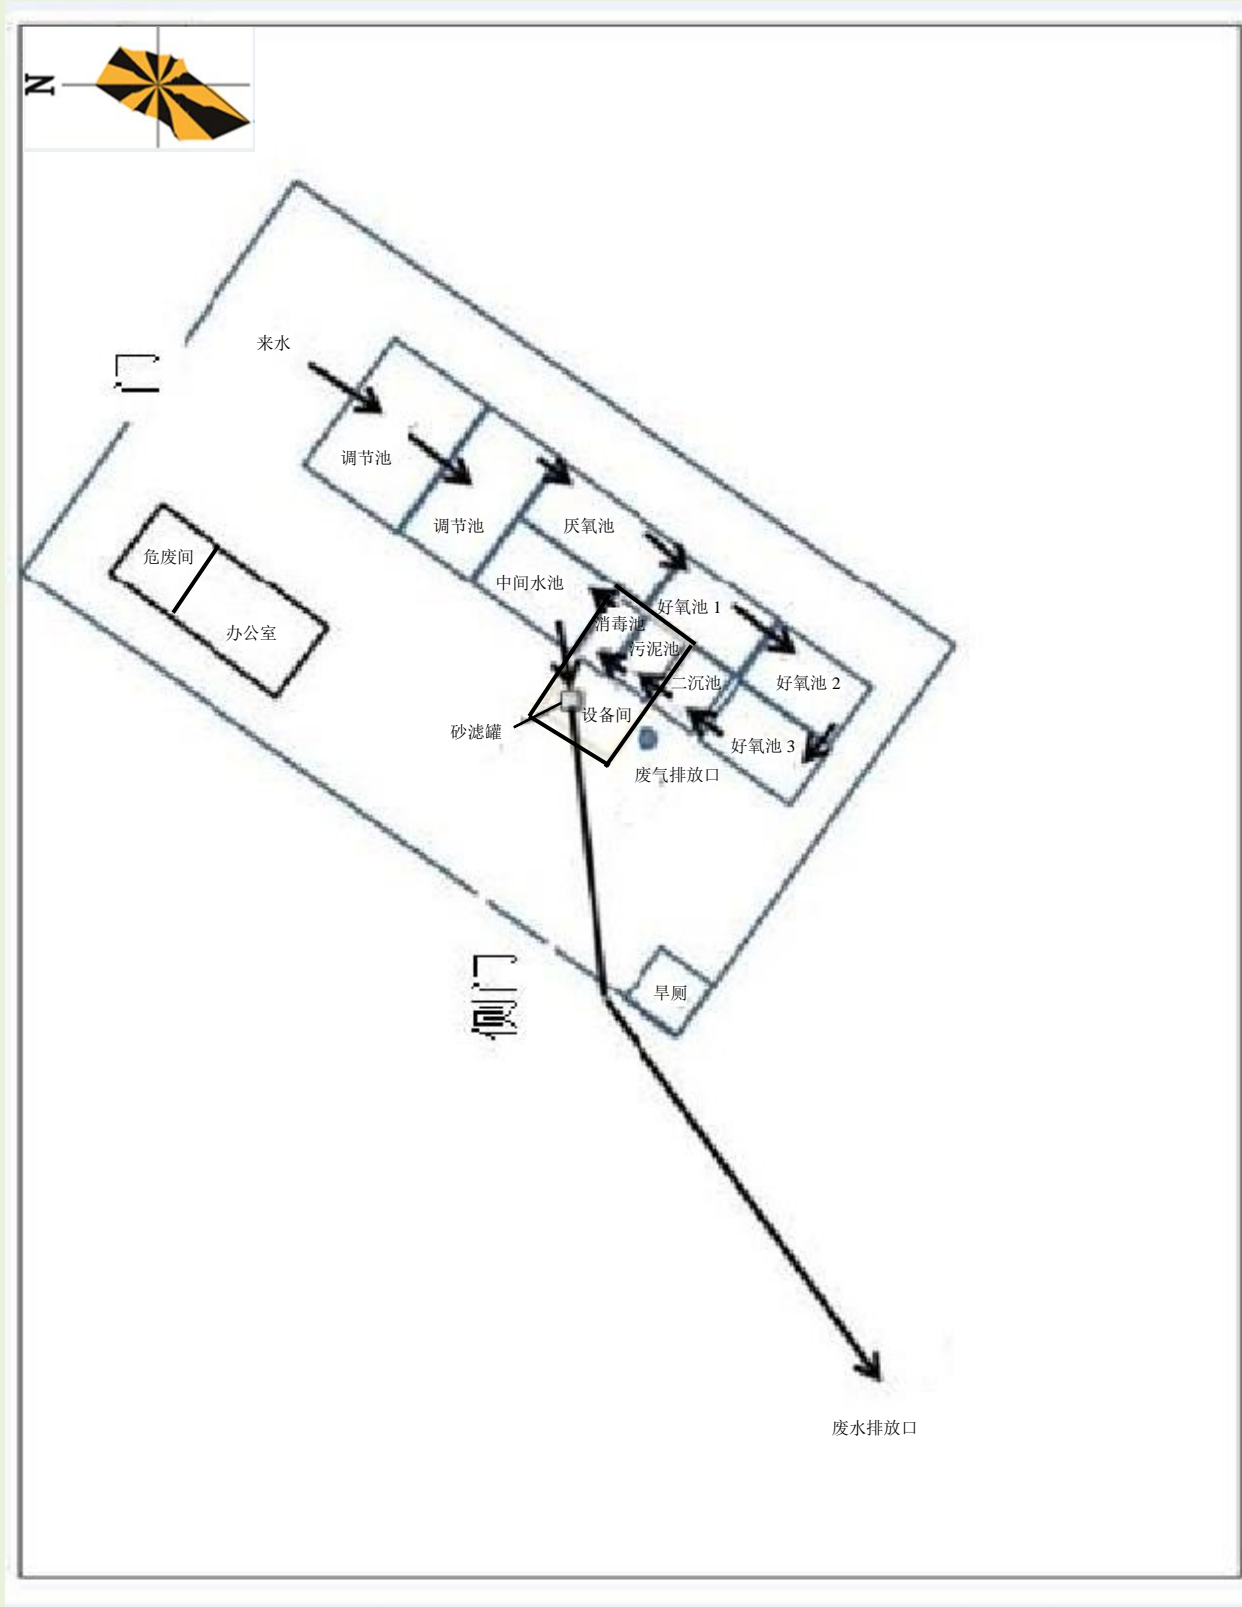 N
来水
门
调节池
调节池
厌氧池
危废间
中间水池
好氧池 1
消毒池
办公室
污泥池
二沉池
好氧池 2
设备间
砂滤罐
好氧池 3
废气排放口
侧门
旱厕
废水排放口